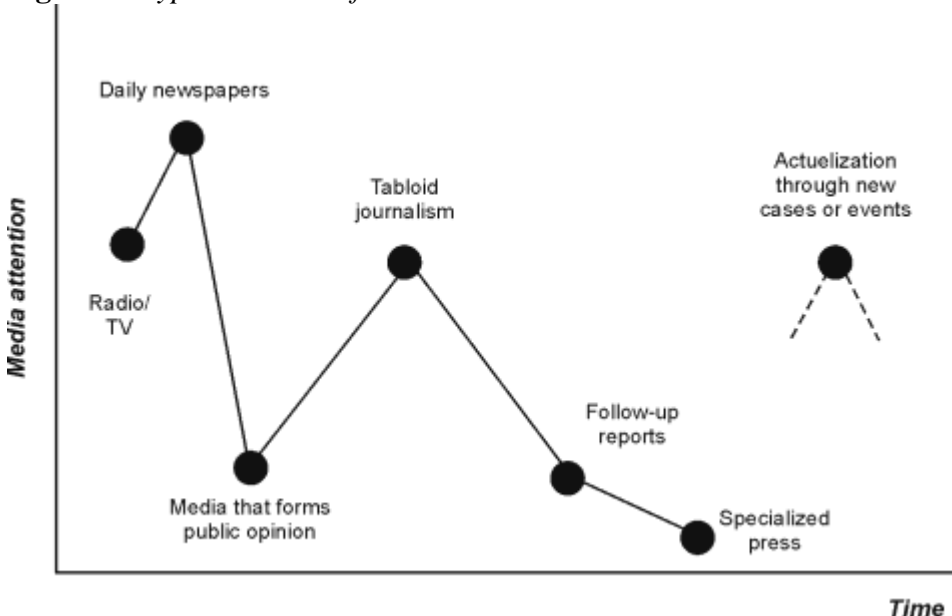 Daily newspapers
Tabloid
journalism
Actuelization
through new
cases or events
Radio/
TV
Media attention
Follow-up
reports
Media that forms
public opinion
Specialized
press
Time